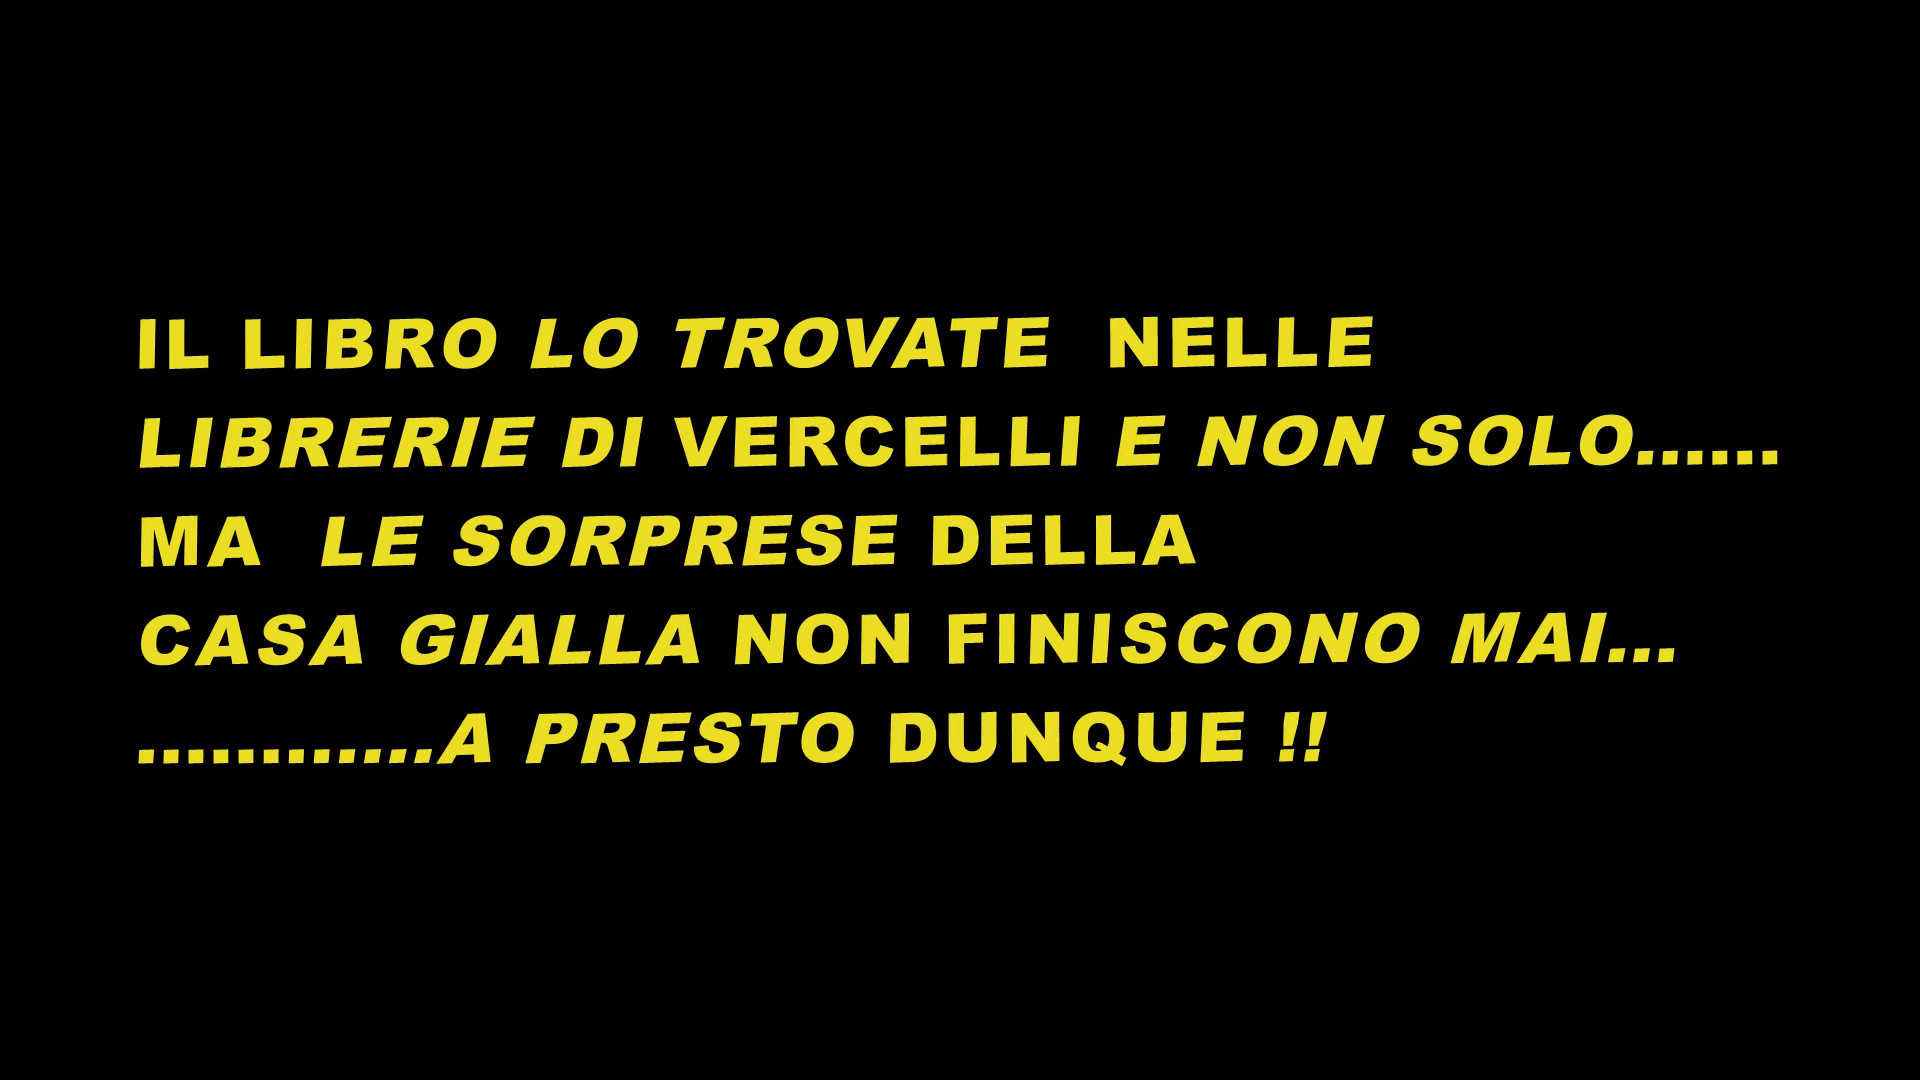 IL LIBRO LO TROVATE  NELLE
LIBRERIE DI VERCELLI E NON SOLO......
MA  LE SORPRESE DELLA
CASA GIALLA NON FINISCONO MAI...
............A PRESTO DUNQUE !!